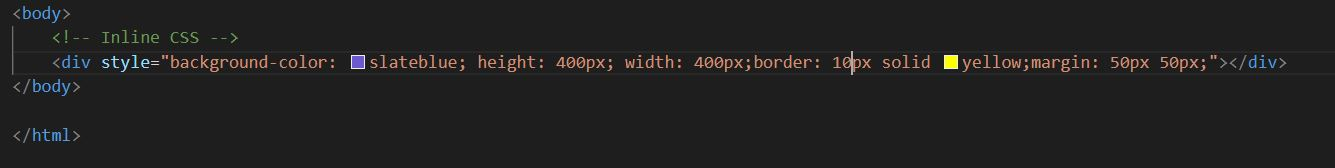 <body>
<!-- Inline CSS -->
<div style="background-color: slateblue; height: 400px; width: 400px;border: 10px solid yellow;margin: 50px 50px;"></div>
</body>
</html>